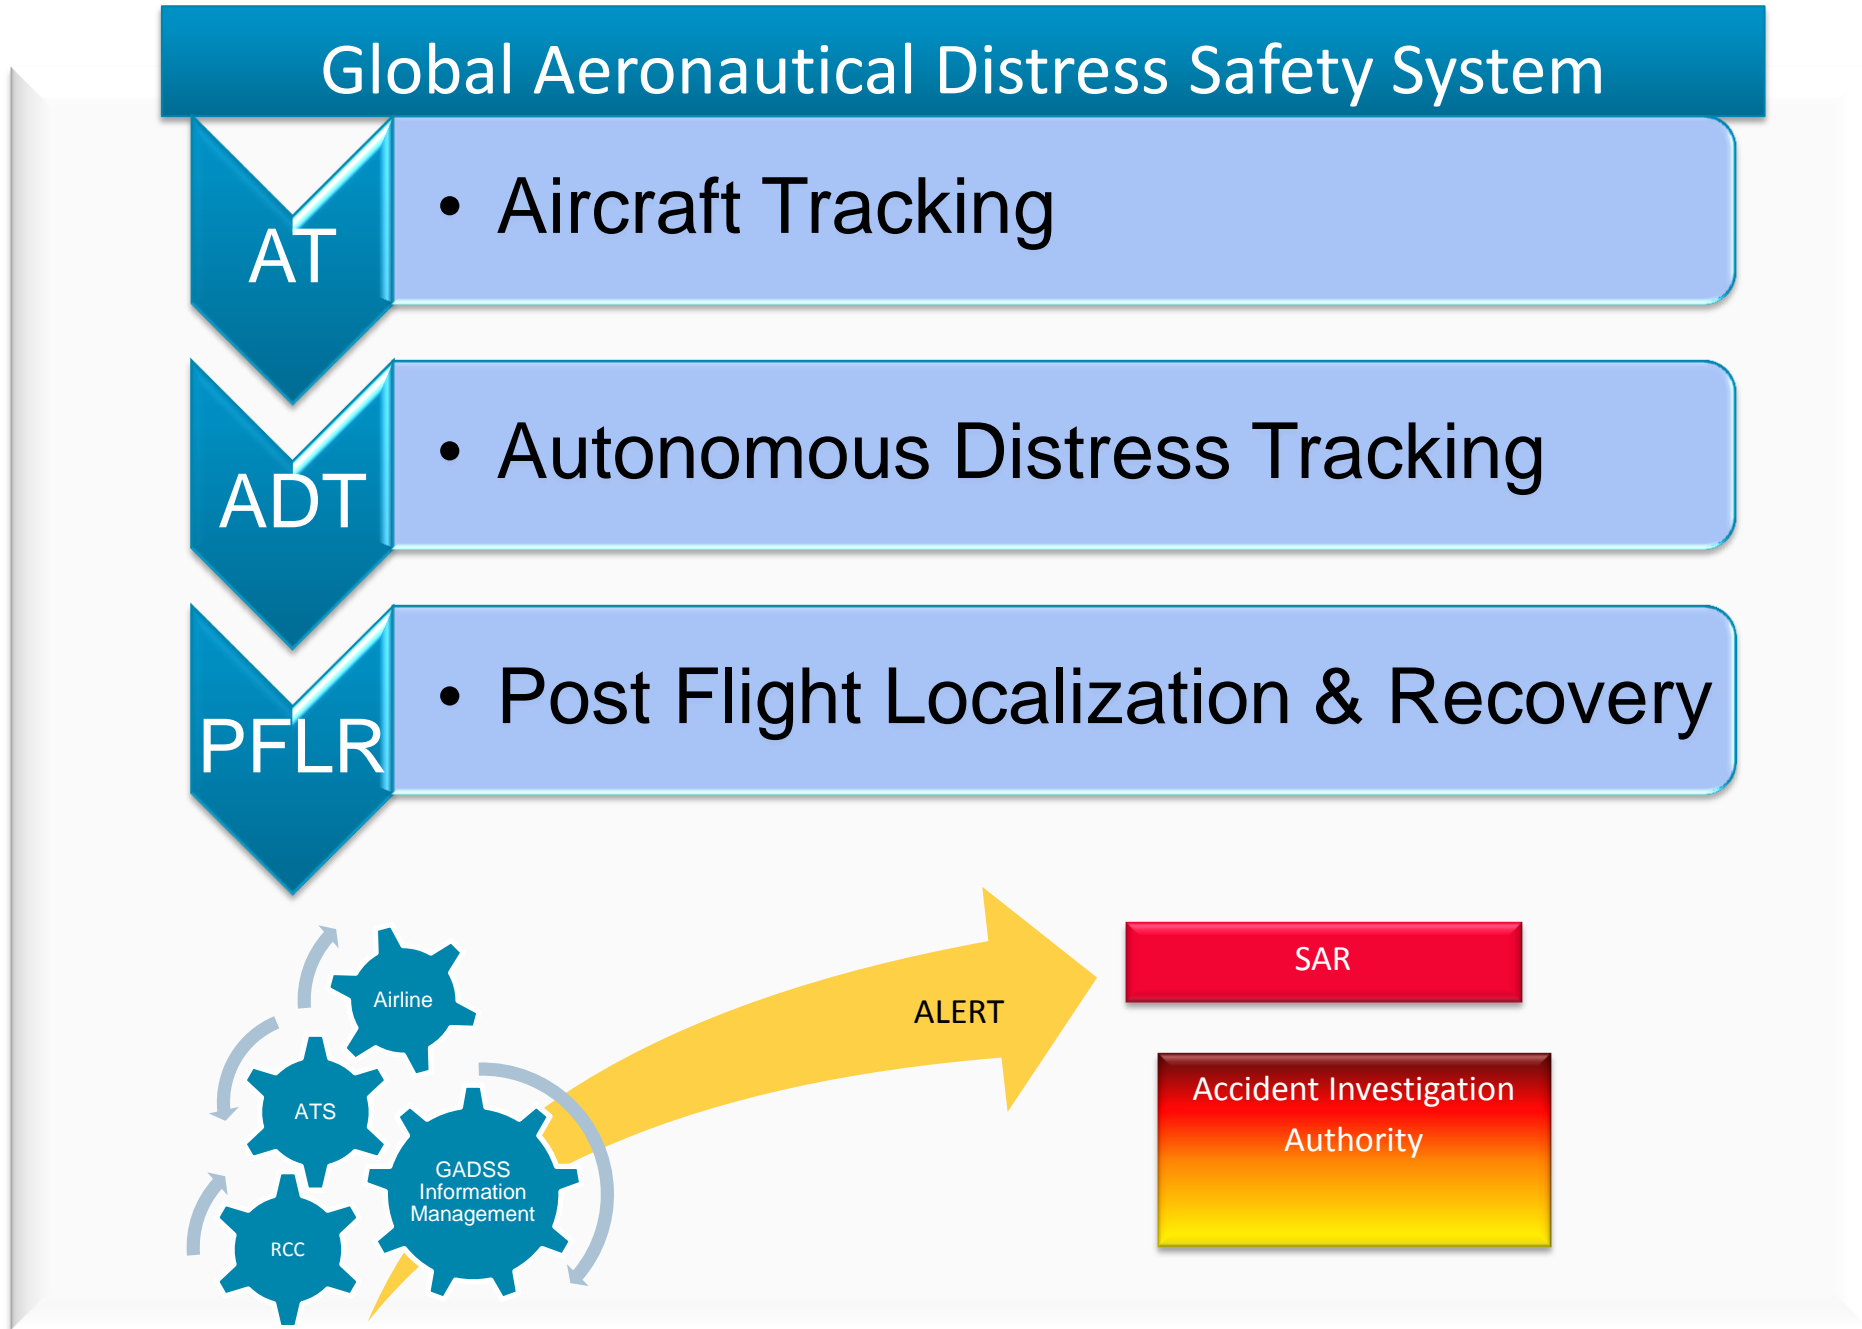 Global Aeronautical Distress Safety System
AT
• Aircraft Tracking
ADT
• Autonomous Distress Tracking
PFLR
• Post Flight Localization & Recovery
Airline
ATS
RCC
GADSS
Information
Management
ALERT
SAR
Accident Investigation
Authority